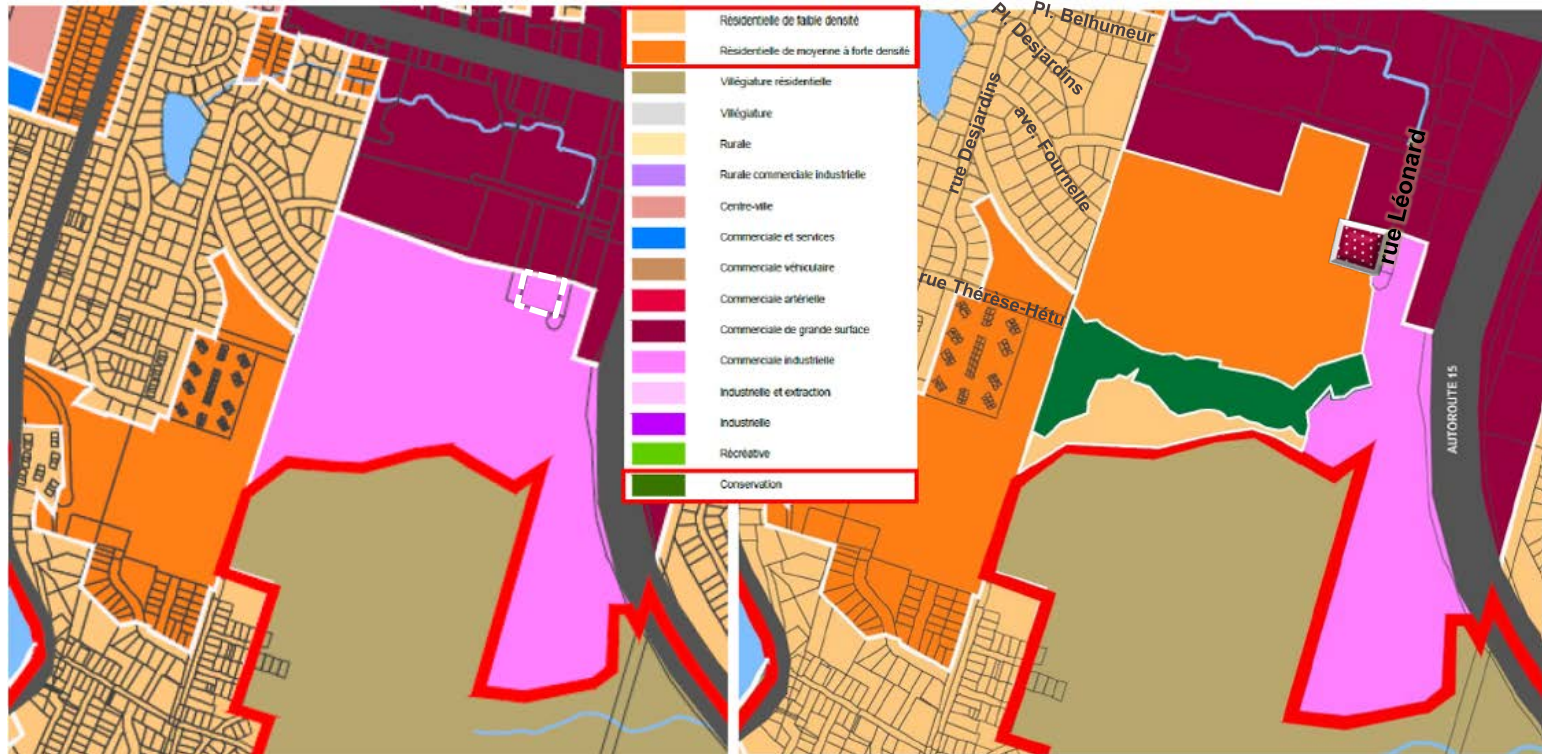 Résidentielle de faible densité
Résidentielle de moyenne à forte densité
Villégiature résidentielle
Villégiature
Rurale
Rurale commerciale industrielle
Centre-ville
Commerciale et services
Commerciale véhiculaire
Commerciale artérielle
Commerciale de grande surface
Commerciale industrielle
Industrielle et extraction
Industrielle
Récréative
Conservation
Pl. Belhumeur
Pl. Desjardins
rue Desjardins
ave. Fournelle
rue Léonard
rue Thérèse-Hétu
AUTOROUTE 15